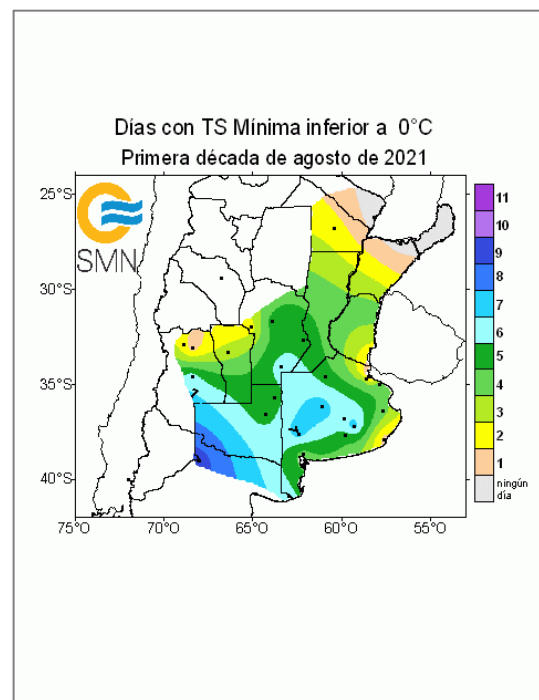 Días con TS Mínima inferior a 0°C
Primera década de agosto de 2021
SMN
25°S
30°S
35°S
40°S
75°O
70°O
65°O
60°O
55°O
11
10
9
8
7
6
5
4
3
2
1
ningún
día